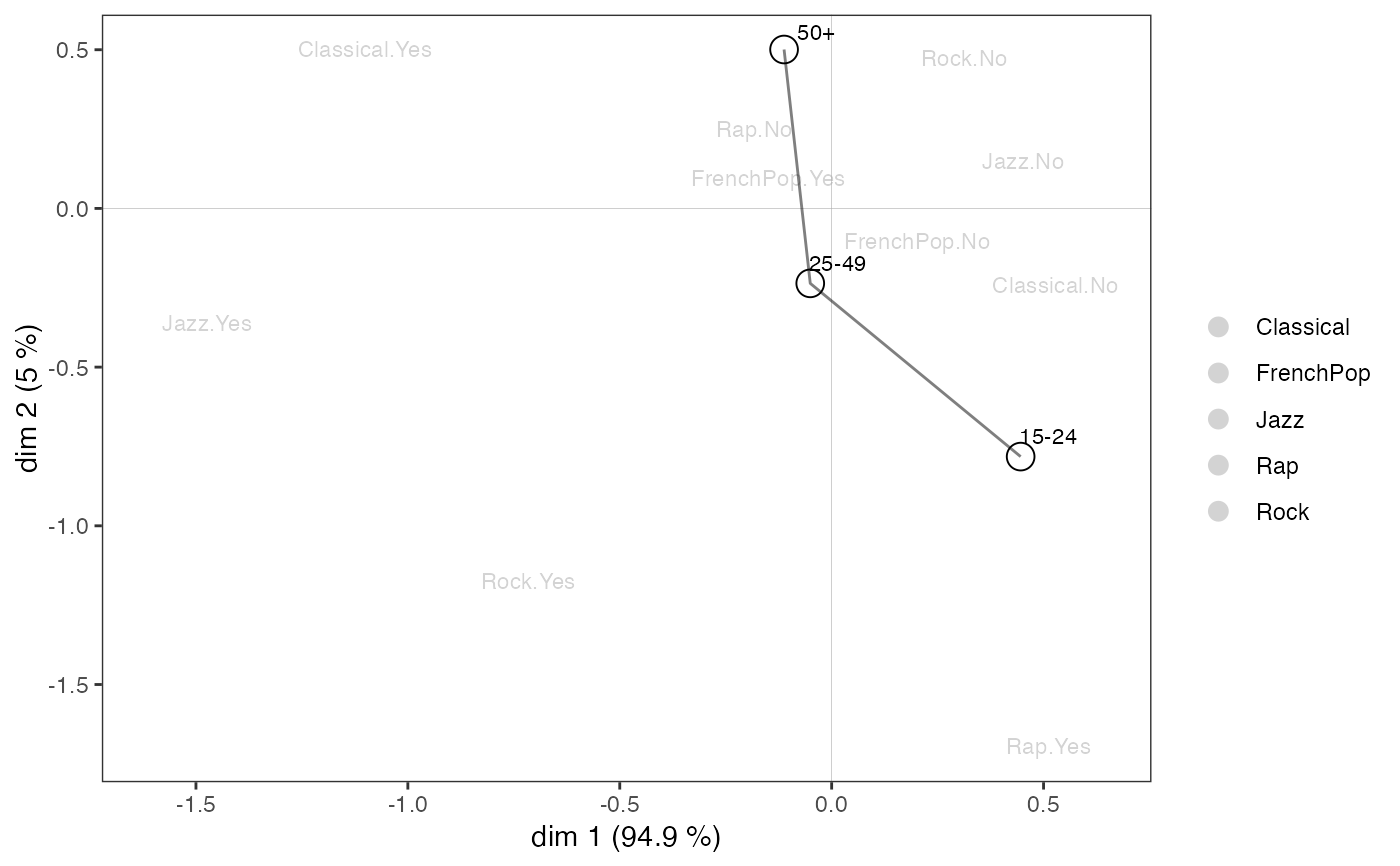 50+
0.5
Classical.Yes
Rock.No
Rap.No
Jazz.No
FrenchPop.Yes
0.0
FrenchPop.No
25-49
Classical.No
Jazz.Yes
Classical
-0.5
FrenchPop
dim 2 (5 %)
Jazz
15-24
Rap
Rock
-1.0
Rock.Yes
-1.5
Rap.Yes
-1.5
-1.0
-0.5
0.0
0.5
dim 1 (94.9 %)